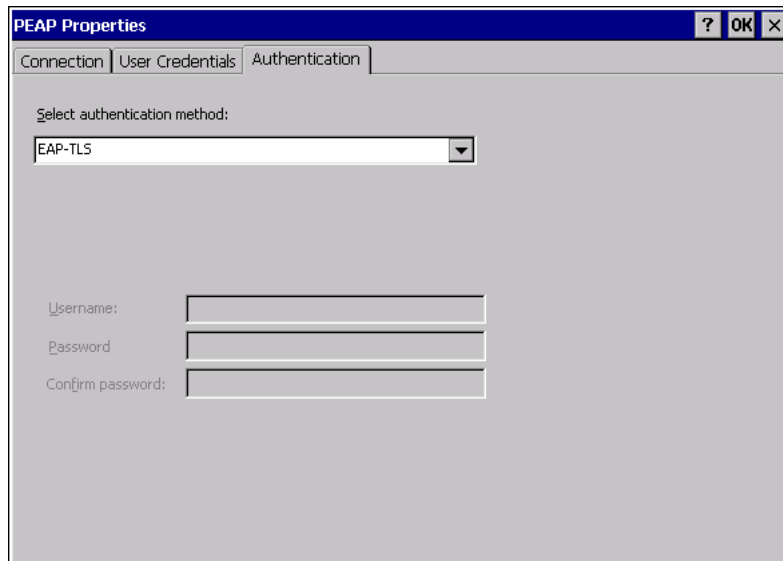 PEAP Properties ? OK ×
Connection User Credentials Authentication
Select authentication method:
EAP-TLS
Username:
Password
Confirm password: